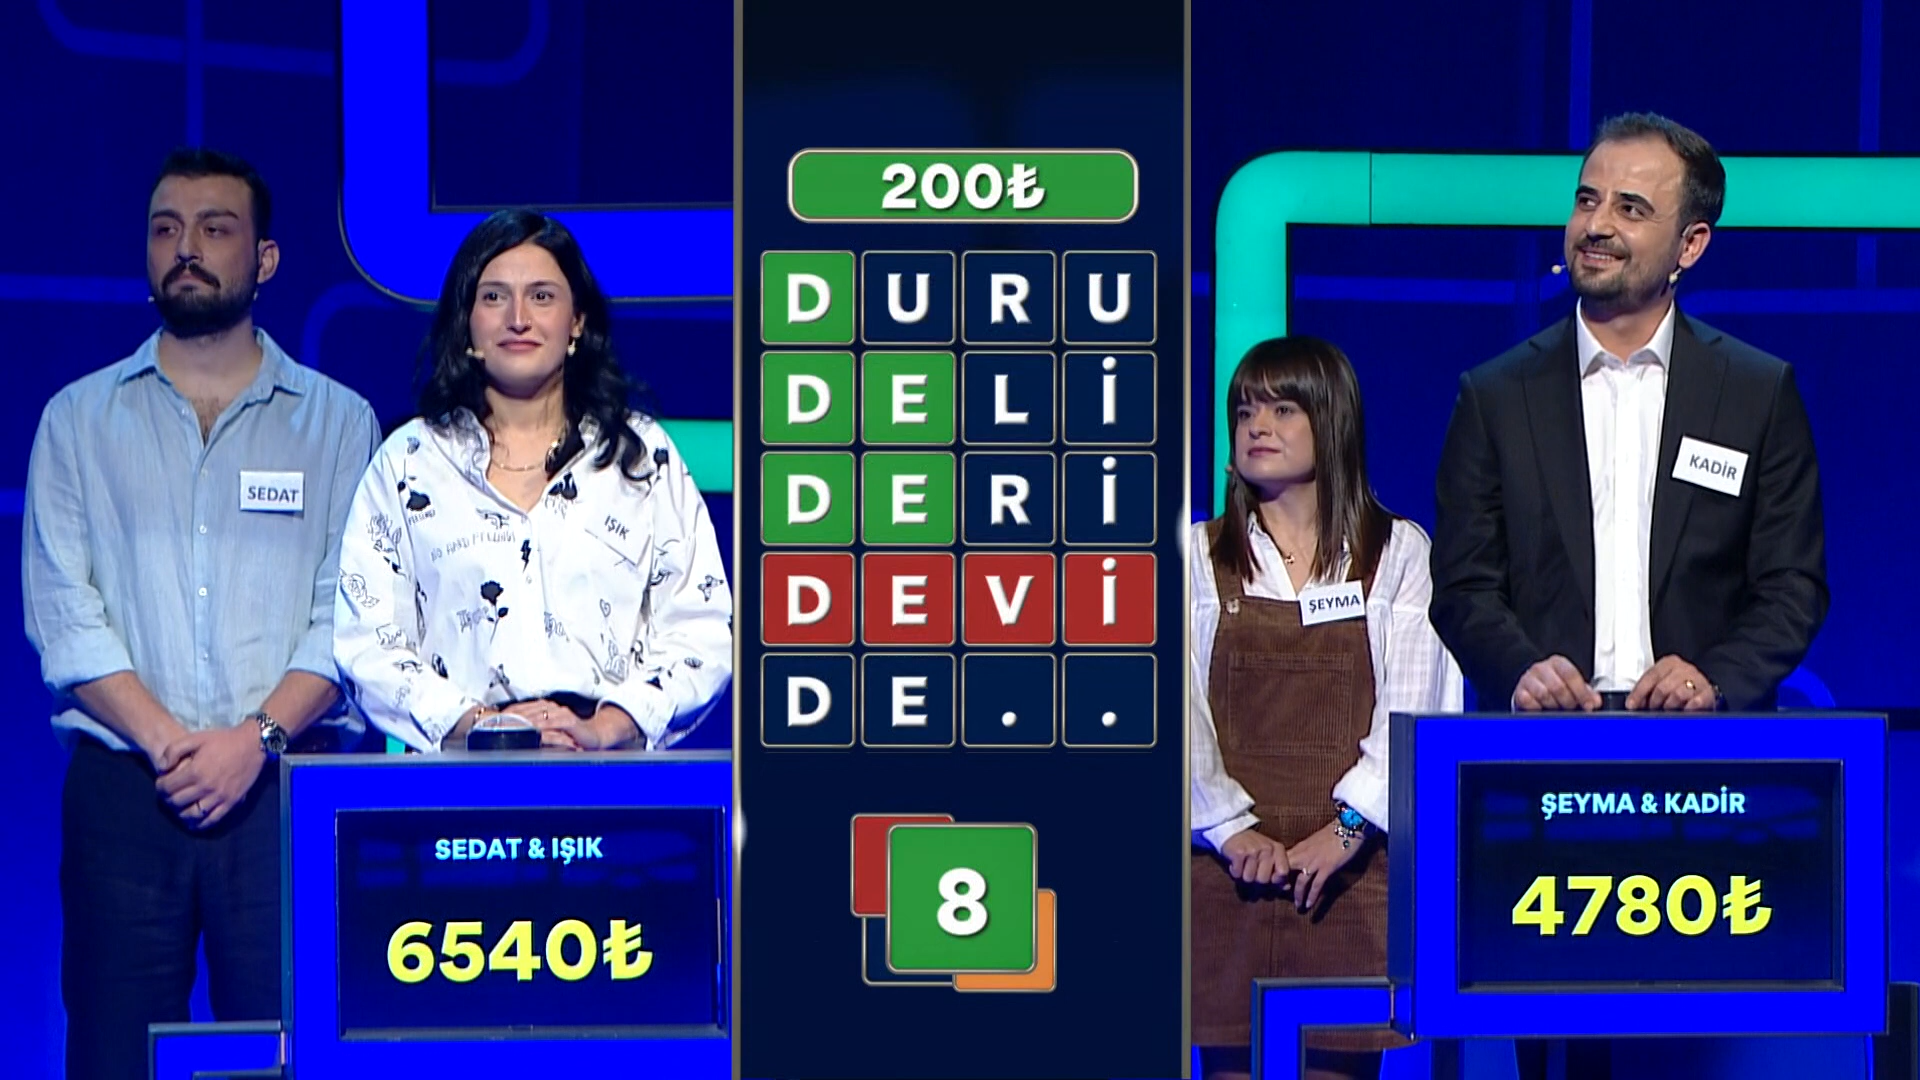 200₺
D U R U
D E L İ
D E R İ
D E V İ
D E . .
8
SEDAT
IŞIK
SEDAT & IŞIK
6540₺
ŞEYMA
KADİR
ŞEYMA & KADİR
4780₺